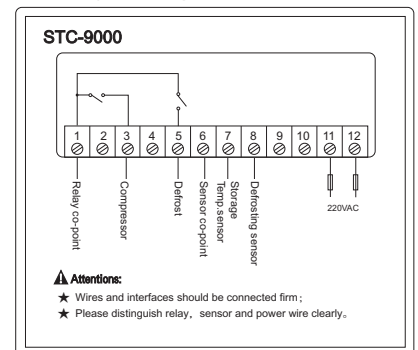 STC-9000
1 2 3 4 5 6 7 8 9 10 11 12
Relay co-point
Compressor
Defrost
Sensor co-point
Storage
Temp.sensor
Defrosting sensor
220VAC
Attentions:
★ Wires and interfaces should be connected firm；
★ Please distinguish relay，sensor and power wire clearly。